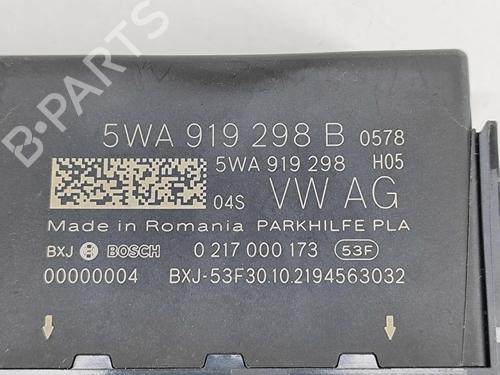 5WA 919 298 B 0578
5WA 919 298 H05
04S VW AG
Made in Romania PARKHILFE PLA
BXJ BOSCH 0 217 000 173 53F
00000004 BXJ-53F30.10.2194563032
B-PARTS